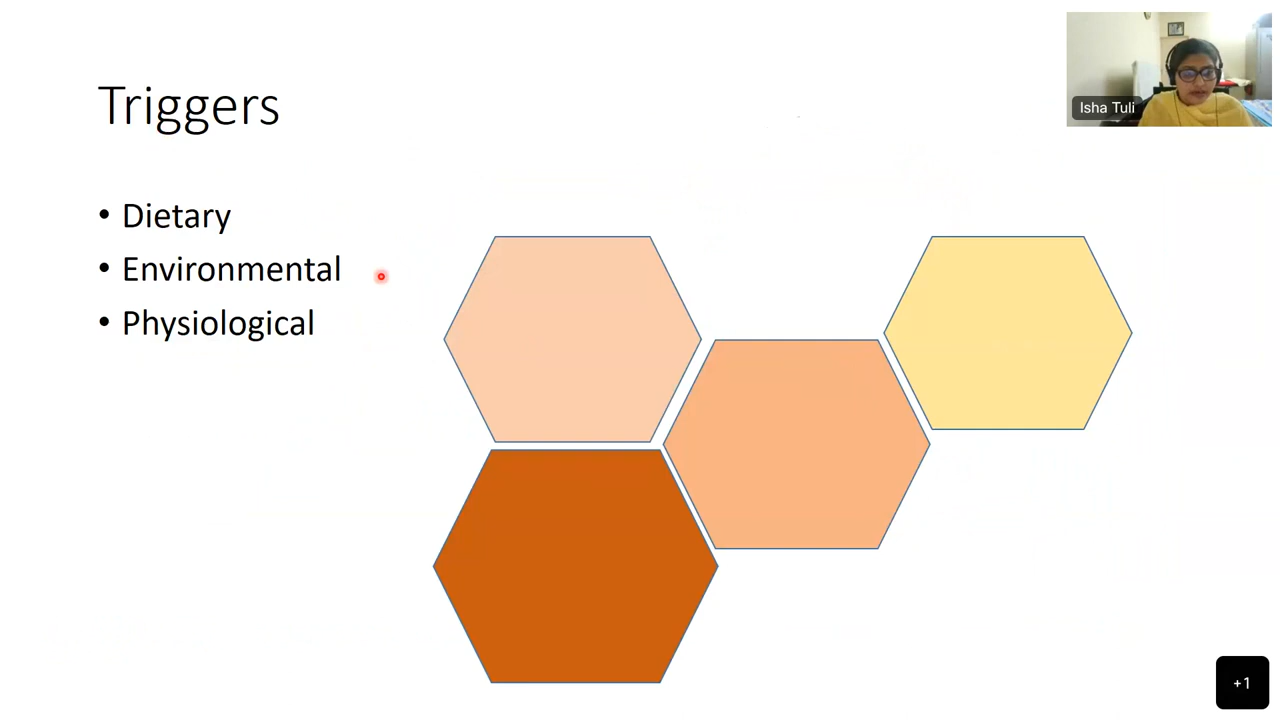 Triggers
Isha Tuli
• Dietary
• Environmental
• Physiological
+1